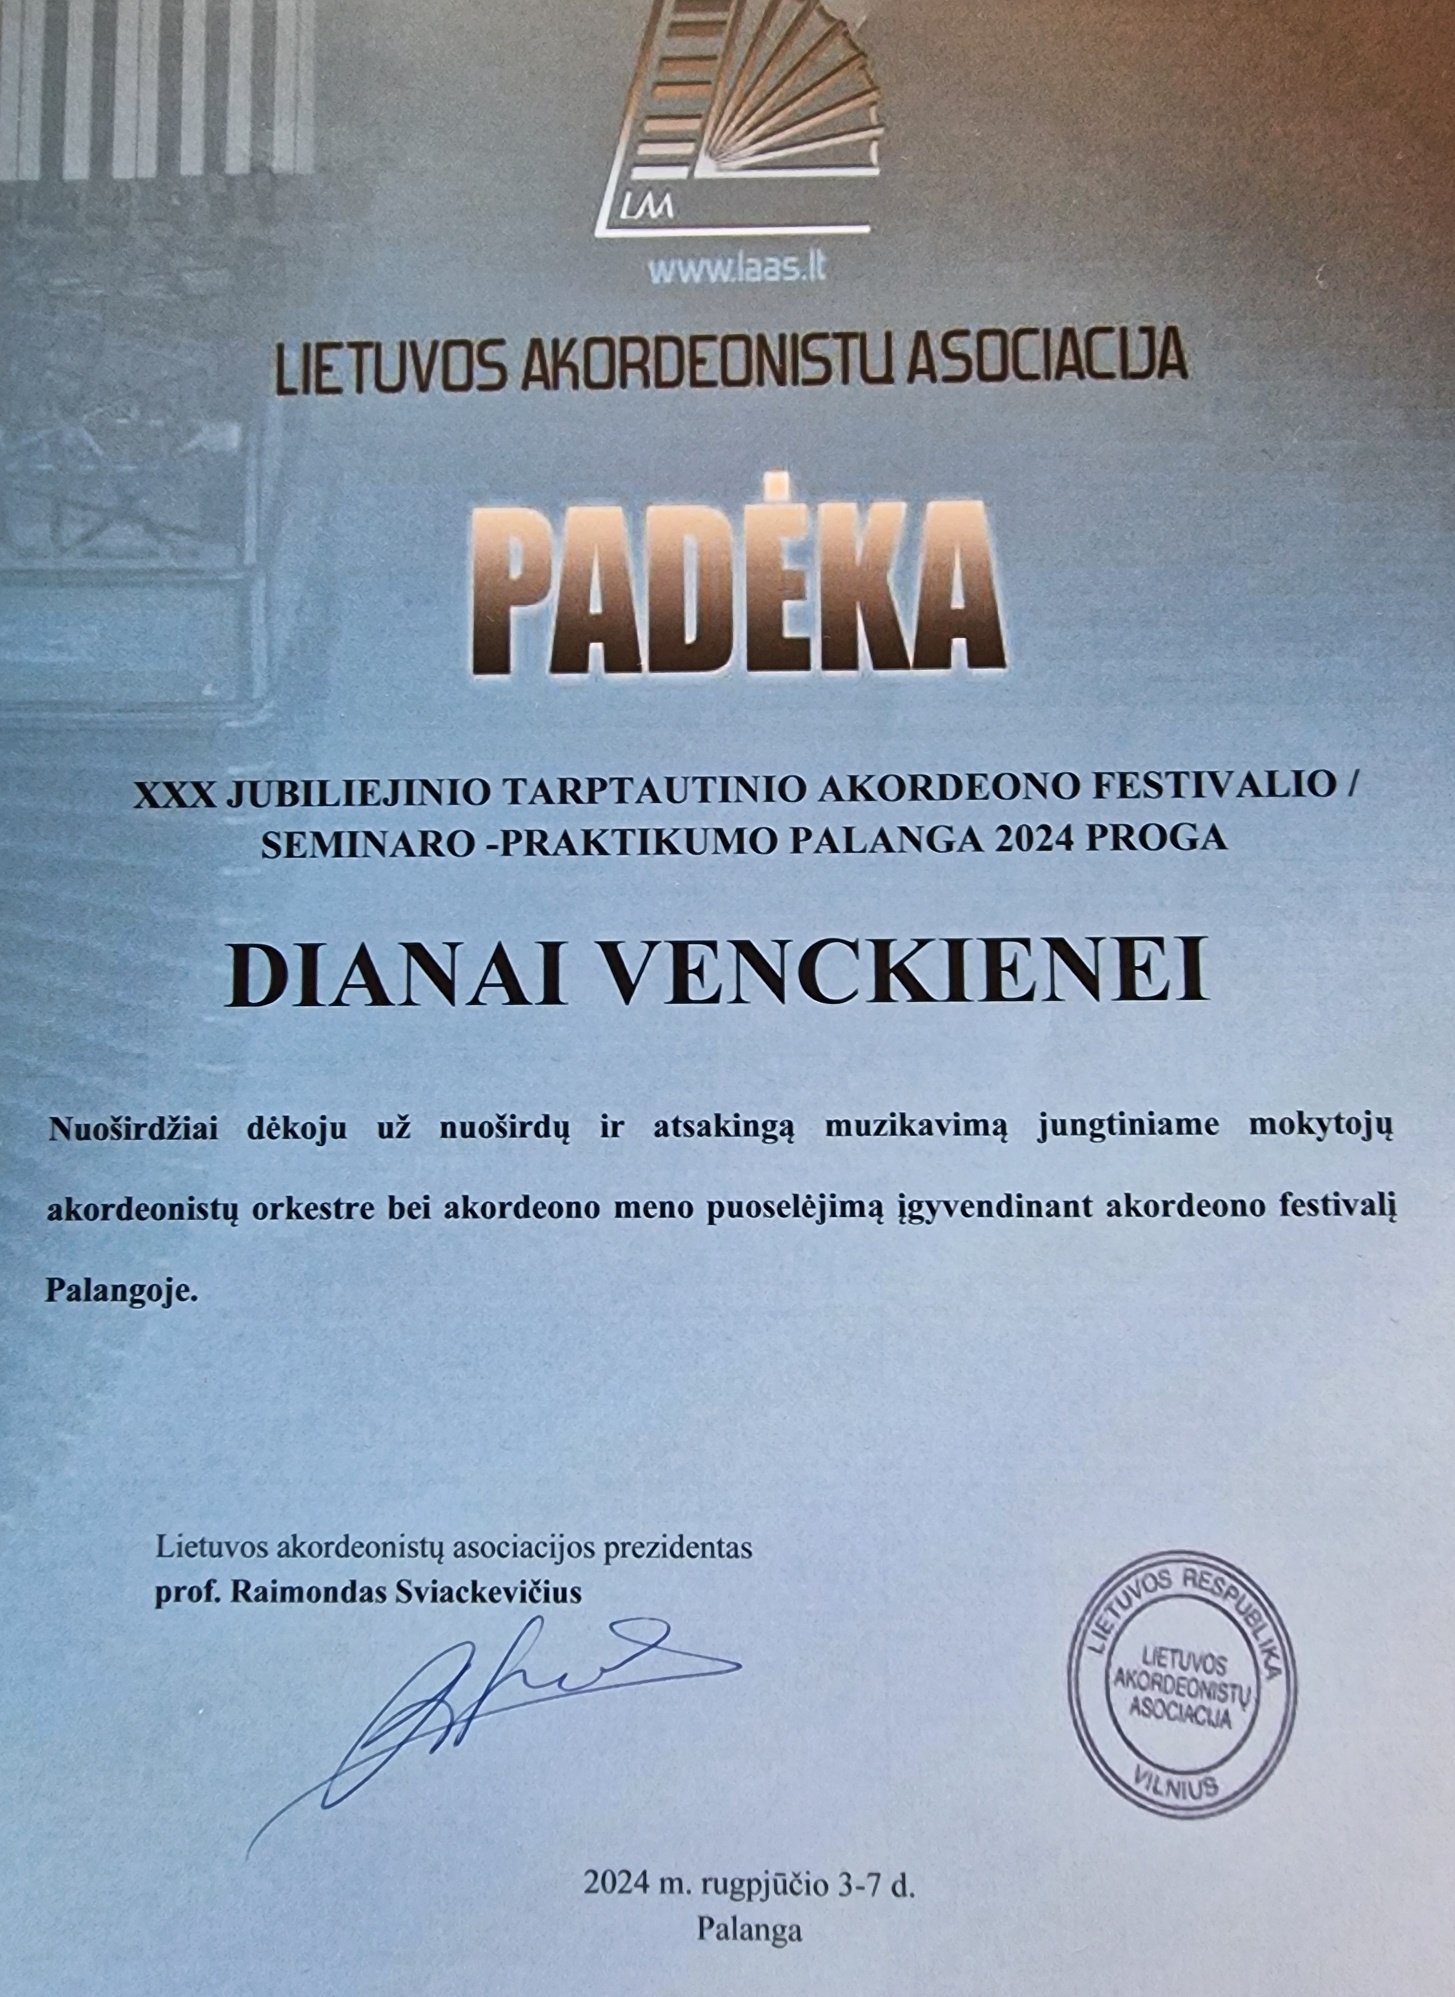 LAA
www.laas.lt
LIETUVOS AKORDEONISTŲ ASOCIACIJA
PADĖKA
XXX JUBILIEJINIO TARPTAUTINIO AKORDEONO FESTIVALIO /
SEMINARO -PRAKTIKUMO PALANGA 2024 PROGA
DIANAI VENCKIENEI
Nuoširdžiai dėkoju už nuoširdų ir atsakingą muzikavimą jungtiniame mokytojų
akordeonistų orkestre bei akordeono meno puoselėjimą įgyvendinant akordeono festivalį
Palangoje.
Lietuvos akordeonistų asociacijos prezidentas
prof. Raimondas Sviackevičius
LIETUVOS RESPUBLIKA
LIETUVOS
AKORDEONISTŲ
ASOCIACIJA
VILNIUS
2024 m. rugpjūčio 3-7 d.
Palanga